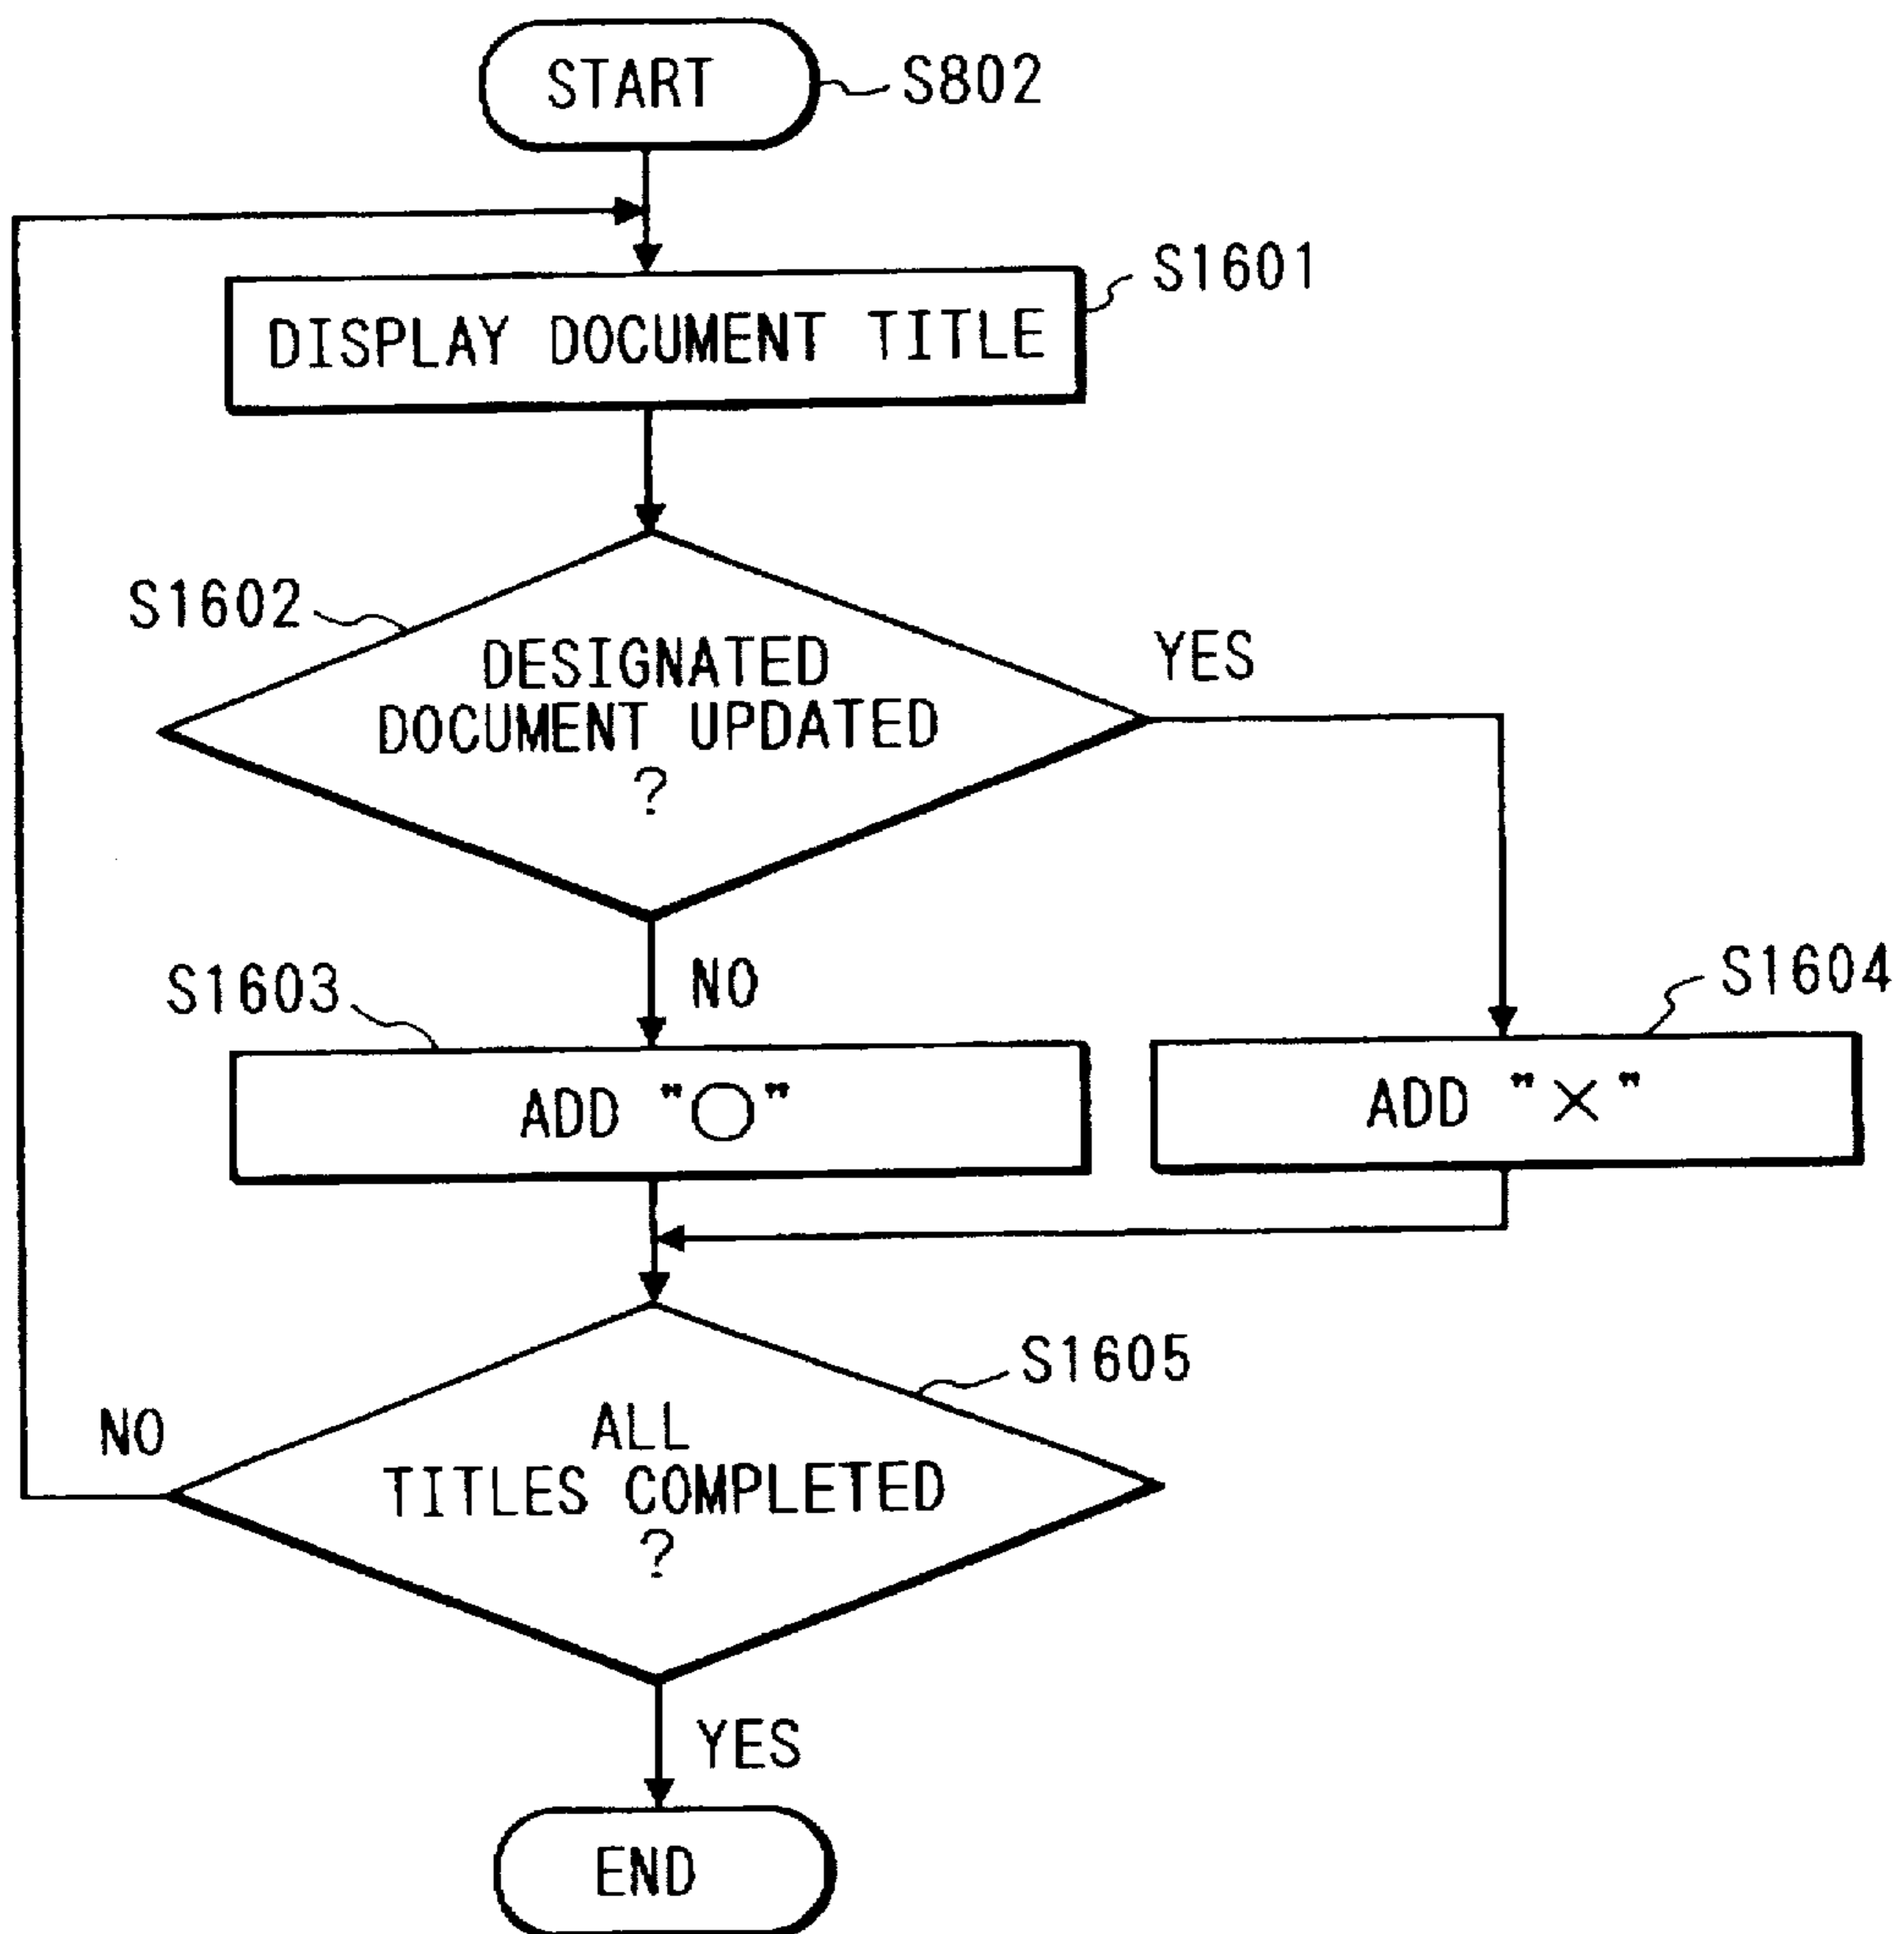 START
S802
S1601
DISPLAY DOCUMENT TITLE
S1602
DESIGNATED
DOCUMENT UPDATED
?
YES
S1603
NO
S1604
ADD "○"
ADD "×"
S1605
NO
ALL
TITLES COMPLETED
?
YES
END